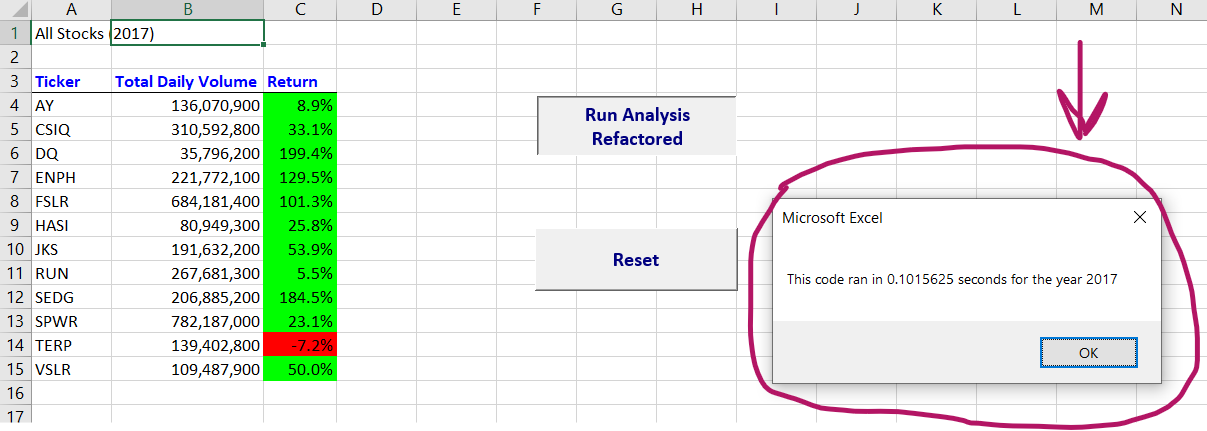 A B C D E F G H I J K L M N
1 All Stocks (2017)
2
3 Ticker Total Daily Volume Return
4 AY 136,070,900 8.9%
5 CSIQ 310,592,800 33.1%
6 DQ 35,796,200 199.4%
7 ENPH 221,772,100 129.5%
8 FSLR 684,181,400 101.3%
9 HASI 80,949,300 25.8%
10 JKS 191,632,200 53.9%
11 RUN 267,681,300 5.5%
12 SEDG 206,885,200 184.5%
13 SPWR 782,187,000 23.1%
14 TERP 139,402,800 -7.2%
15 VSLR 109,487,900 50.0%
16
17
Run Analysis
Refactored
Reset
Microsoft Excel
This code ran in 0.1015625 seconds for the year 2017
OK